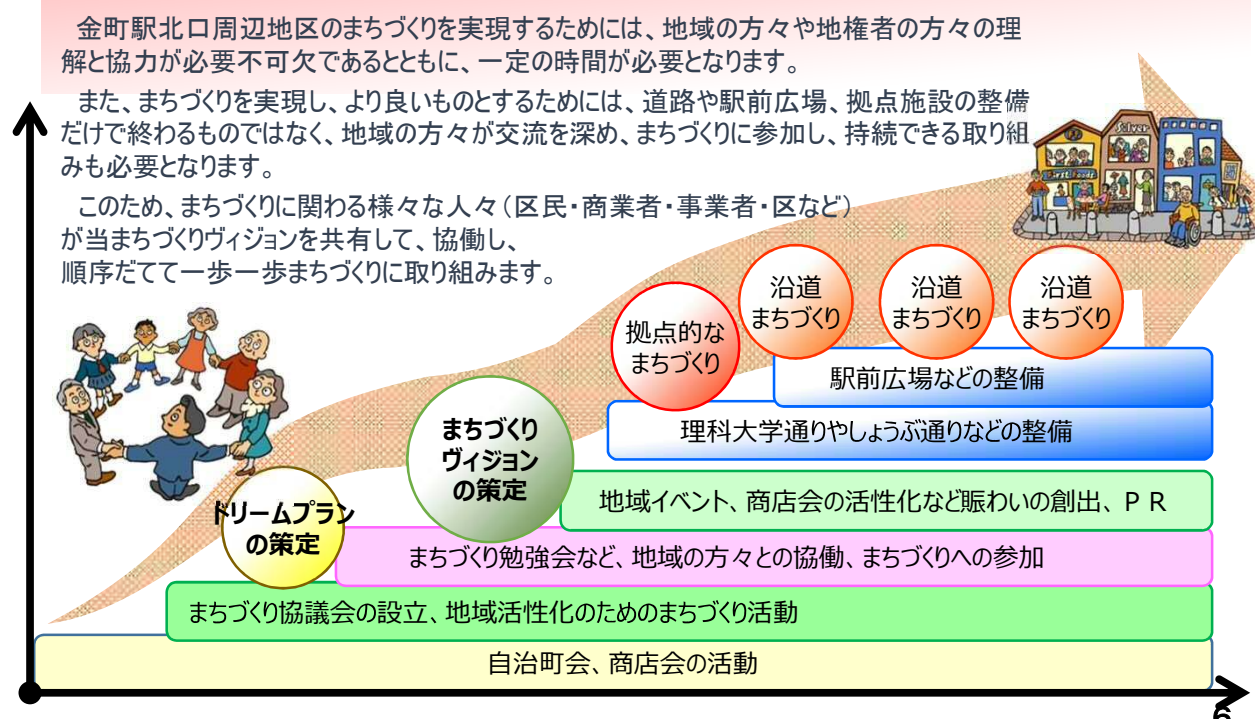 金町駅北口周辺地区のまちづくりを実現するためには、地域の方々や地権者の方々の理
解と協力が必要不可欠であるとともに、一定の時間が必要となります。
また、まちづくりを実現し、より良いものとするためには、道路や駅前広場、拠点施設の整備
だけで終わるものではなく、地域の方々が交流を深め、まちづくりに参加し、持続できる取り組
みも必要となります。
このため、まちづくりに関わる様々な人々（区民・商業者・事業者・区など）
が当まちづくりヴィジョンを共有して、協働し、
順序だてて一歩一歩まちづくりに取り組みます。
沿道
まちづくり
沿道
まちづくり
沿道
まちづくり
拠点的な
まちづくり
駅前広場などの整備
理科大学通りやしょうぶ通りなどの整備
まちづくり
ヴィジョン
の策定
地域イベント、商店会の活性化など賑わいの創出、ＰＲ
ドリームプラン
の策定
まちづくり勉強会など、地域の方々との協働、まちづくりへの参加
まちづくり協議会の設立、地域活性化のためのまちづくり活動
自治町会、商店会の活動
6